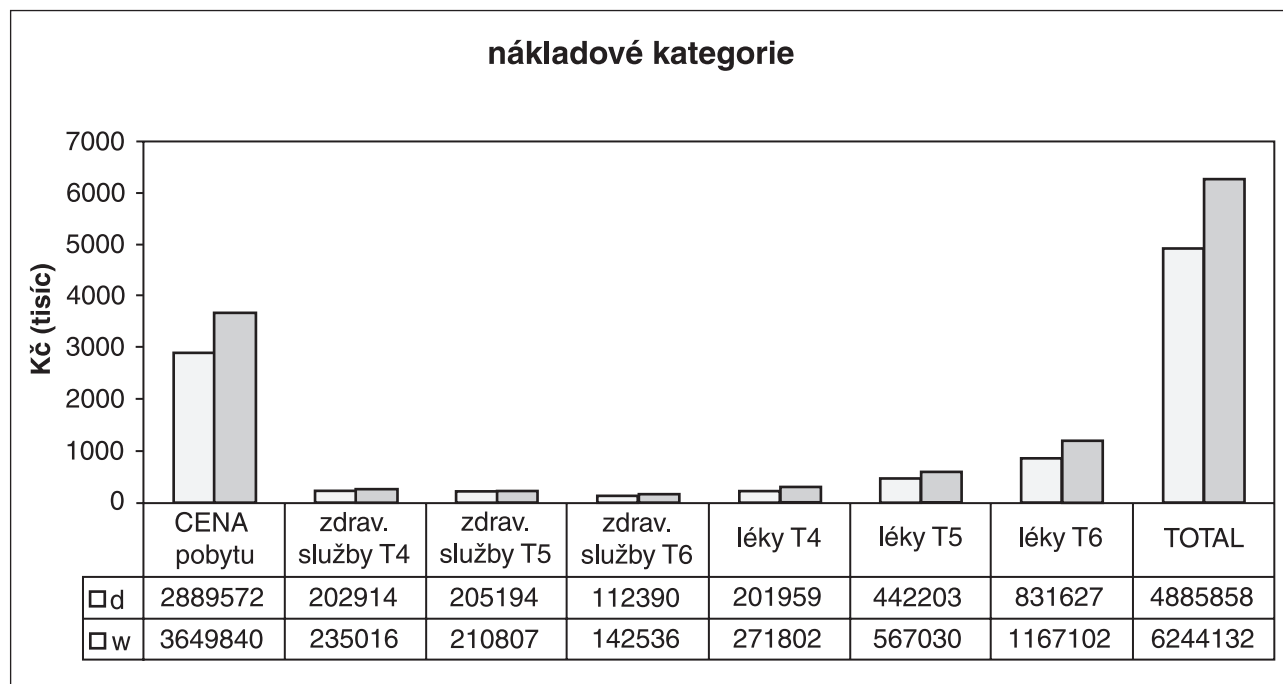 nákladové kategorie
Kč (tisíc)
7000
6000
5000
4000
3000
2000
1000
0
CENA pobytu
zdrav. služby T4
zdrav. služby T5
zdrav. služby T6
léky T4
léky T5
léky T6
TOTAL
d 2889572 202914 205194 112390 201959 442203 831627 4885858
w 3649840 235016 210807 142536 271802 567030 1167102 6244132